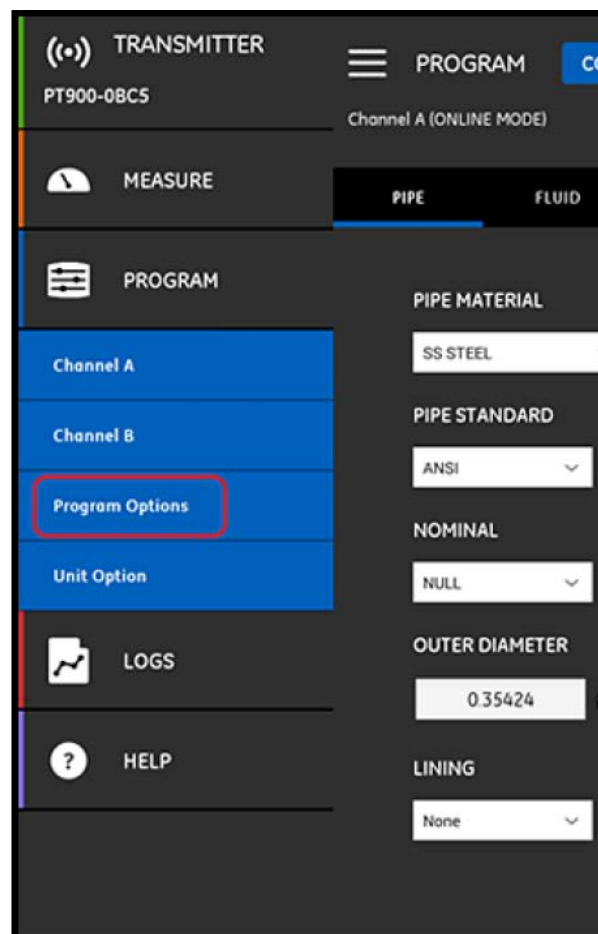 TRANSMITTER
PT900-0BC5
MEASURE
PROGRAM
Channel A
Channel B
Program Options
Unit Option
LOGS
?
HELP
PROGRAM
Channel A (ONLINE MODE)
PIPE
FLUID
PIPE MATERIAL
SS STEEL
PIPE STANDARD
ANSI
NOMINAL
NULL
OUTER DIAMETER
0.35424
LINING
None